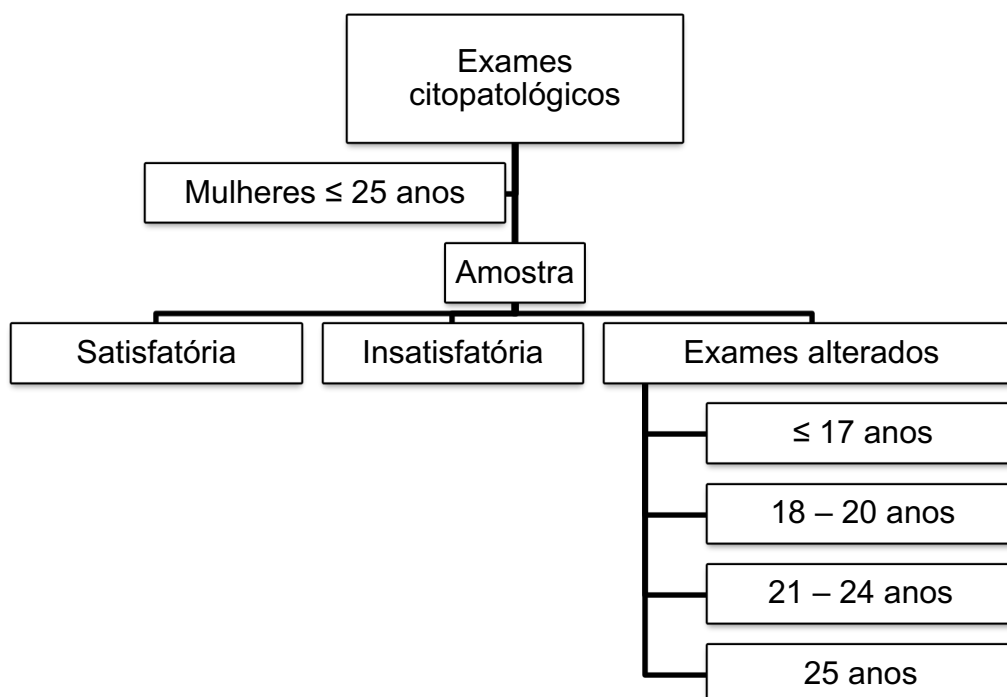 Exames
citopatológicos
Mulheres ≤ 25 anos
Amostra
Satisfatória
Insatisfatória
Exames alterados
≤ 17 anos
18 – 20 anos
21 – 24 anos
25 anos